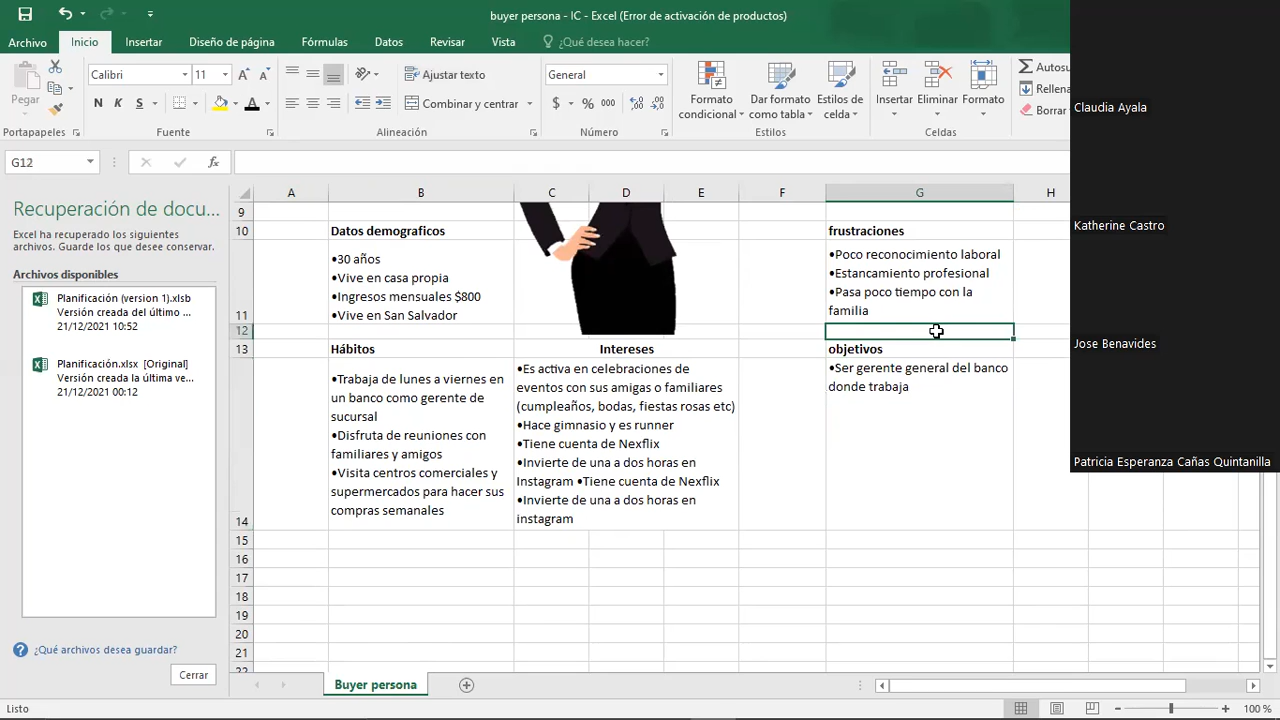 buyer persona - IC - Excel (Error de activación de productos)
Archivo
Inicio
Insertar
Diseño de página
Fórmulas
Datos
Revisar
Vista
¿Qué desea hacer?
Pegar
Portapapeles
Calibri
11
N K S
Fuente
Ajustar texto
Combinar y centrar
Alineación
General
$ % 000
Número
Formato
condicional
Dar formato
como tabla
Estilos de
celda
Estilos
Insertar
Eliminar
Formato
Celdas
Autosu
Rellena
Borrar
G12
fx
Recuperación de docu...
Excel ha recuperado los siguientes
archivos. Guarde los que desee conservar.
Archivos disponibles
Planificación (version 1).xlsb
Versión creada del último ...
21/12/2021 10:52
Planificación.xlsx [Original]
Versión creada la última ve...
21/12/2021 00:12
¿Qué archivos desea guardar?
Cerrar
A B C D E F G H
9
10
11
12
13
14
15
16
17
18
19
20
21
22
Datos demograficos
•30 años
•Vive en casa propia
•Ingresos mensuales $800
•Vive en San Salvador
frustraciones
•Poco reconocimiento laboral
•Estancamiento profesional
•Pasa poco tiempo con la
familia
Hábitos
•Trabaja de lunes a viernes en
un banco como gerente de
sucursal
•Disfruta de reuniones con
familiares y amigos
•Visita centros comerciales y
supermercados para hacer sus
compras semanales
Intereses
•Es activa en celebraciones de
eventos con sus amigas o familiares
(cumpleaños, bodas, fiestas rosas etc)
•Hace gimnasio y es runner
•Tiene cuenta de Nexflix
•Invierte de una a dos horas en
Instagram •Tiene cuenta de Nexflix
•Invierte de una a dos horas en
instagram
objetivos
•Ser gerente general del banco
donde trabaja
Claudia Ayala
Katherine Castro
Jose Benavides
Patricia Esperanza Cañas Quintanilla
Buyer persona
Listo
100 %